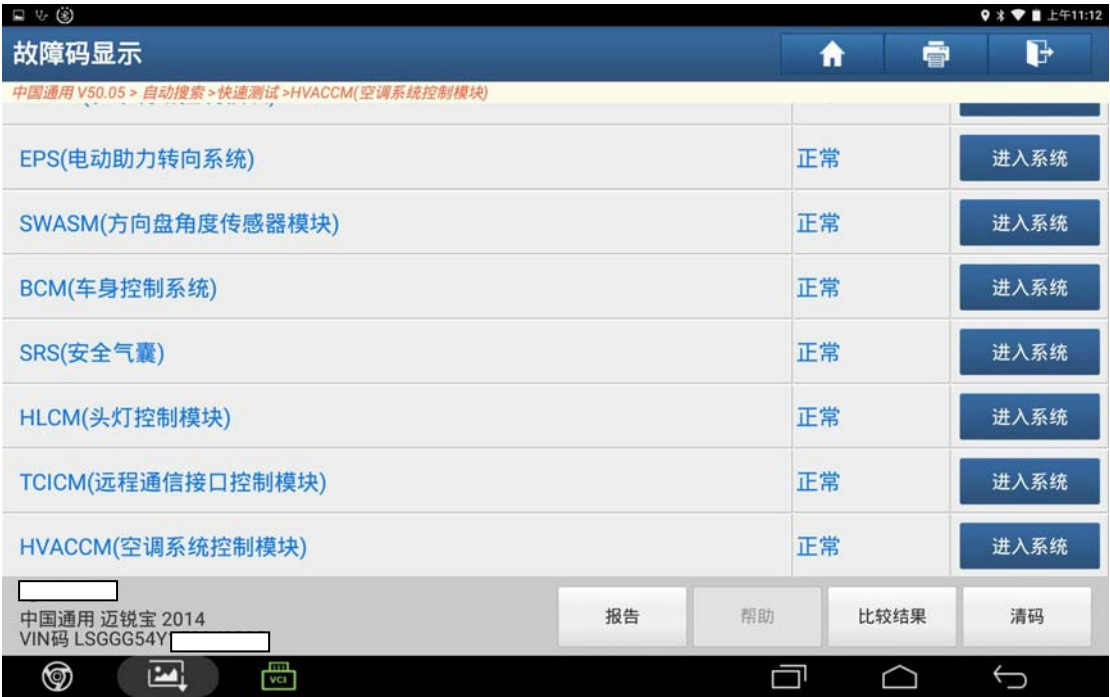 上午11:12
故障码显示
中国通用 V50.05 > 自动搜索 >快速测试 >HVACCM(空调系统控制模块)
EPS(电动助力转向系统) 正常 进入系统
SWASM(方向盘角度传感器模块) 正常 进入系统
BCM(车身控制系统) 正常 进入系统
SRS(安全气囊) 正常 进入系统
HLCM(头灯控制模块) 正常 进入系统
TCICM(远程通信接口控制模块) 正常 进入系统
HVACCM(空调系统控制模块) 正常 进入系统
中国通用 迈锐宝 2014
VIN码 LSGGG54Y
报告 帮助 比较结果 清码
VCI